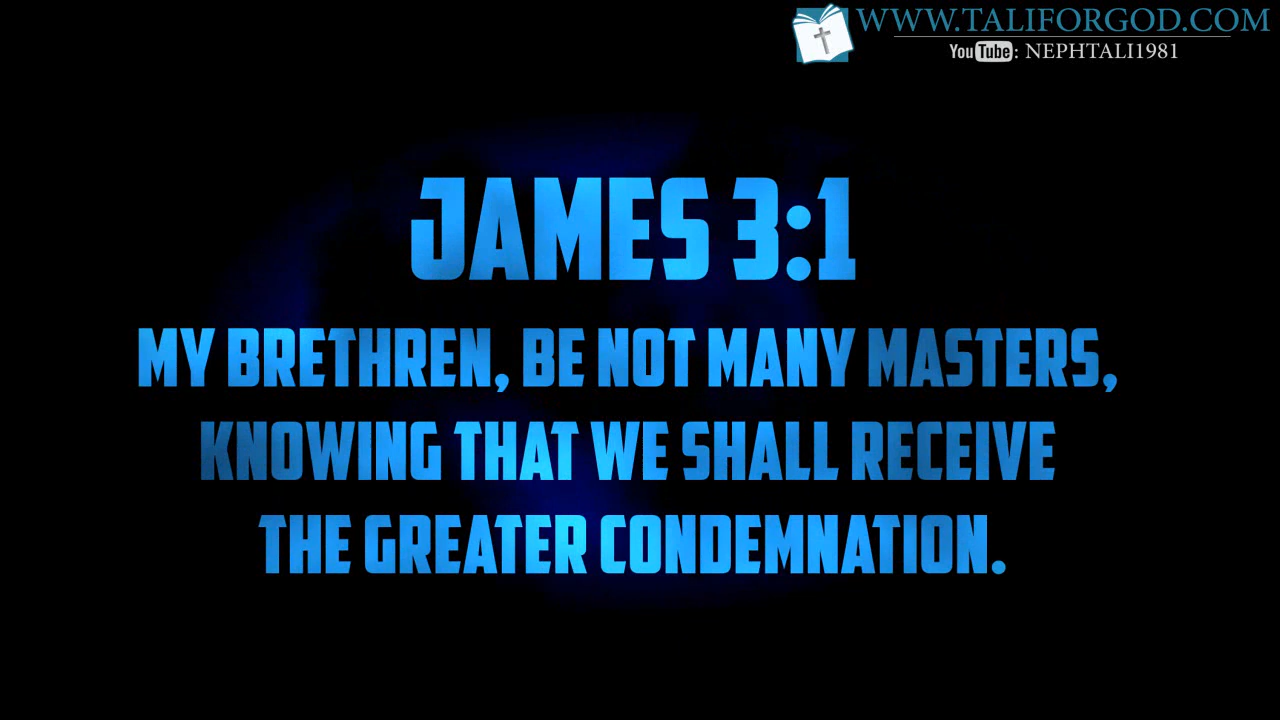 WWW.TALIFORGOD.COM
YouTube: NEPHTALI1981
JAMES 3:1
MY BRETHREN, BE NOT MANY MASTERS,
KNOWING THAT WE SHALL RECEIVE
THE GREATER CONDEMNATION.